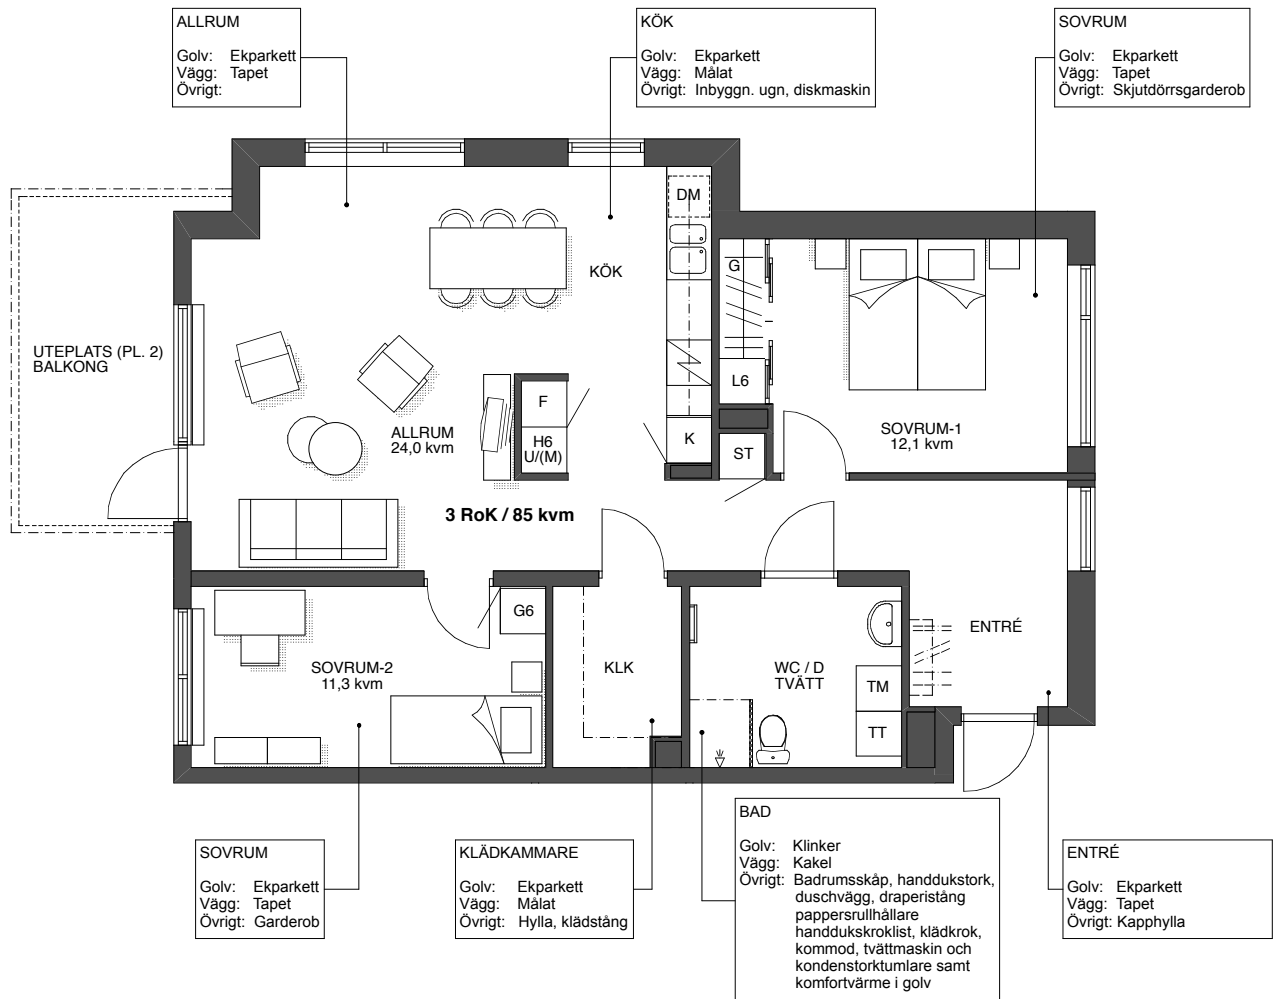 ALLRUM
Golv: Ekparkett
Vägg: Tapet
Övrigt:
KÖK
Golv: Ekparkett
Vägg: Målat
Övrigt: Inbyggn. ugn, diskmaskin
SOVRUM
Golv: Ekparkett
Vägg: Tapet
Övrigt: Skjutdörrsgarderob
DM
KÖK
G
UTEPLATS (PL. 2)
BALKONG
L6
F
ALLRUM
24,0 kvm
H6
U/(M)
K
ST
SOVRUM-1
12,1 kvm
3 RoK / 85 kvm
G6
SOVRUM-2
11,3 kvm
KLK
WC / D
TVÄTT
TM
TT
ENTRÉ
SOVRUM
Golv: Ekparkett
Vägg: Tapet
Övrigt: Garderob
KLÄDKAMMARE
Golv: Ekparkett
Vägg: Målat
Övrigt: Hylla, klädstång
BAD
Golv: Klinker
Vägg: Kakel
Övrigt: Badrumsskåp, handdukstork,
duschvägg, draperistång
pappersrullhållare
handdukskroklist, klädkrok,
kommod, tvättmaskin och
kondenstorktumlare samt
komfortvärme i golv
ENTRÉ
Golv: Ekparkett
Vägg: Tapet
Övrigt: Kapphylla